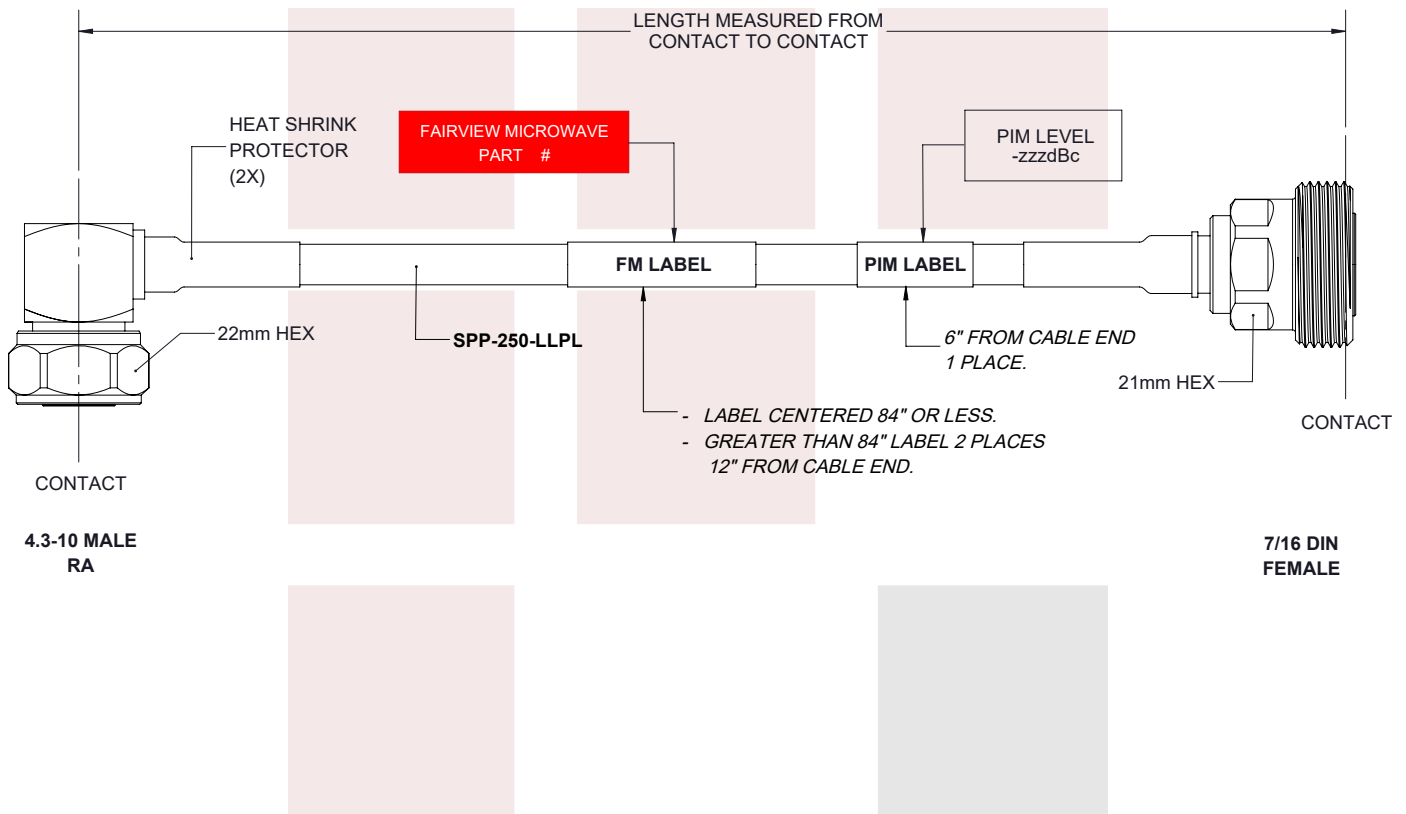 LENGTH MEASURED FROM
CONTACT TO CONTACT
HEAT SHRINK
PROTECTOR
(2X)
FAIRVIEW MICROWAVE
PART #
PIM LEVEL
-zzzdBc
FM LABEL
PIM LABEL
22mm HEX
SPP-250-LLPL
6" FROM CABLE END
1 PLACE.
21mm HEX
- LABEL CENTERED 84" OR LESS.
- GREATER THAN 84" LABEL 2 PLACES
12" FROM CABLE END.
CONTACT
CONTACT
4.3-10 MALE
RA
7/16 DIN
FEMALE